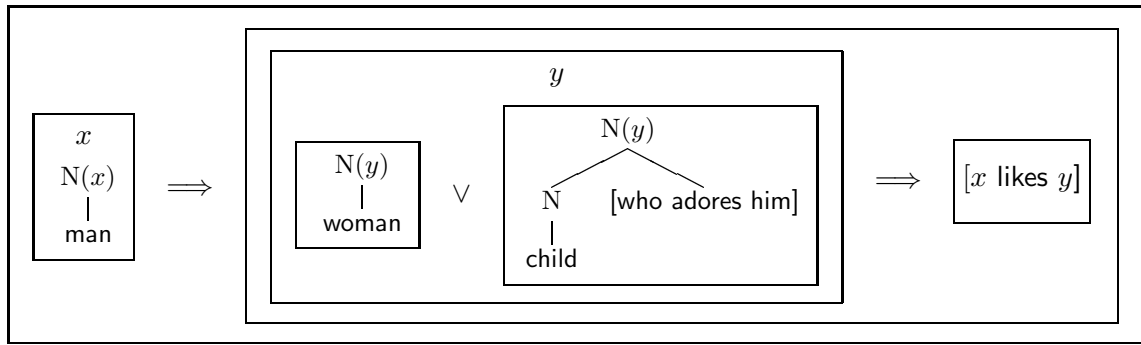 y
x
N(x)
man
⟹
N(y)
woman
∨
N(y)
N [who adores him]
child
⟹
[x likes y]